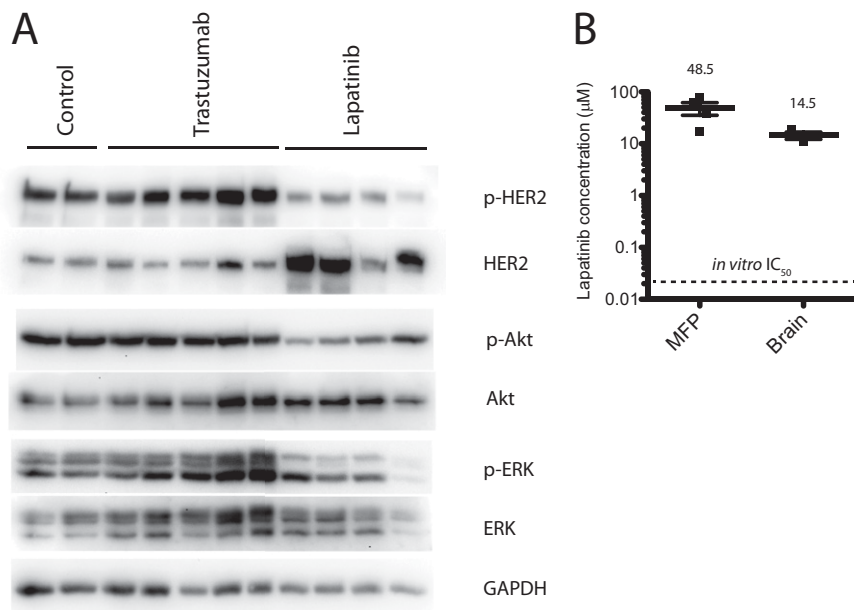 A
Control
Trastuzumab
Lapatinib
p-HER2
HER2
p-Akt
Akt
p-ERK
ERK
GAPDH
B
48.5
14.5
Lapatinib concentration (µM)
100
10
1
0.1
0.01
in vitro IC50
MFP
Brain